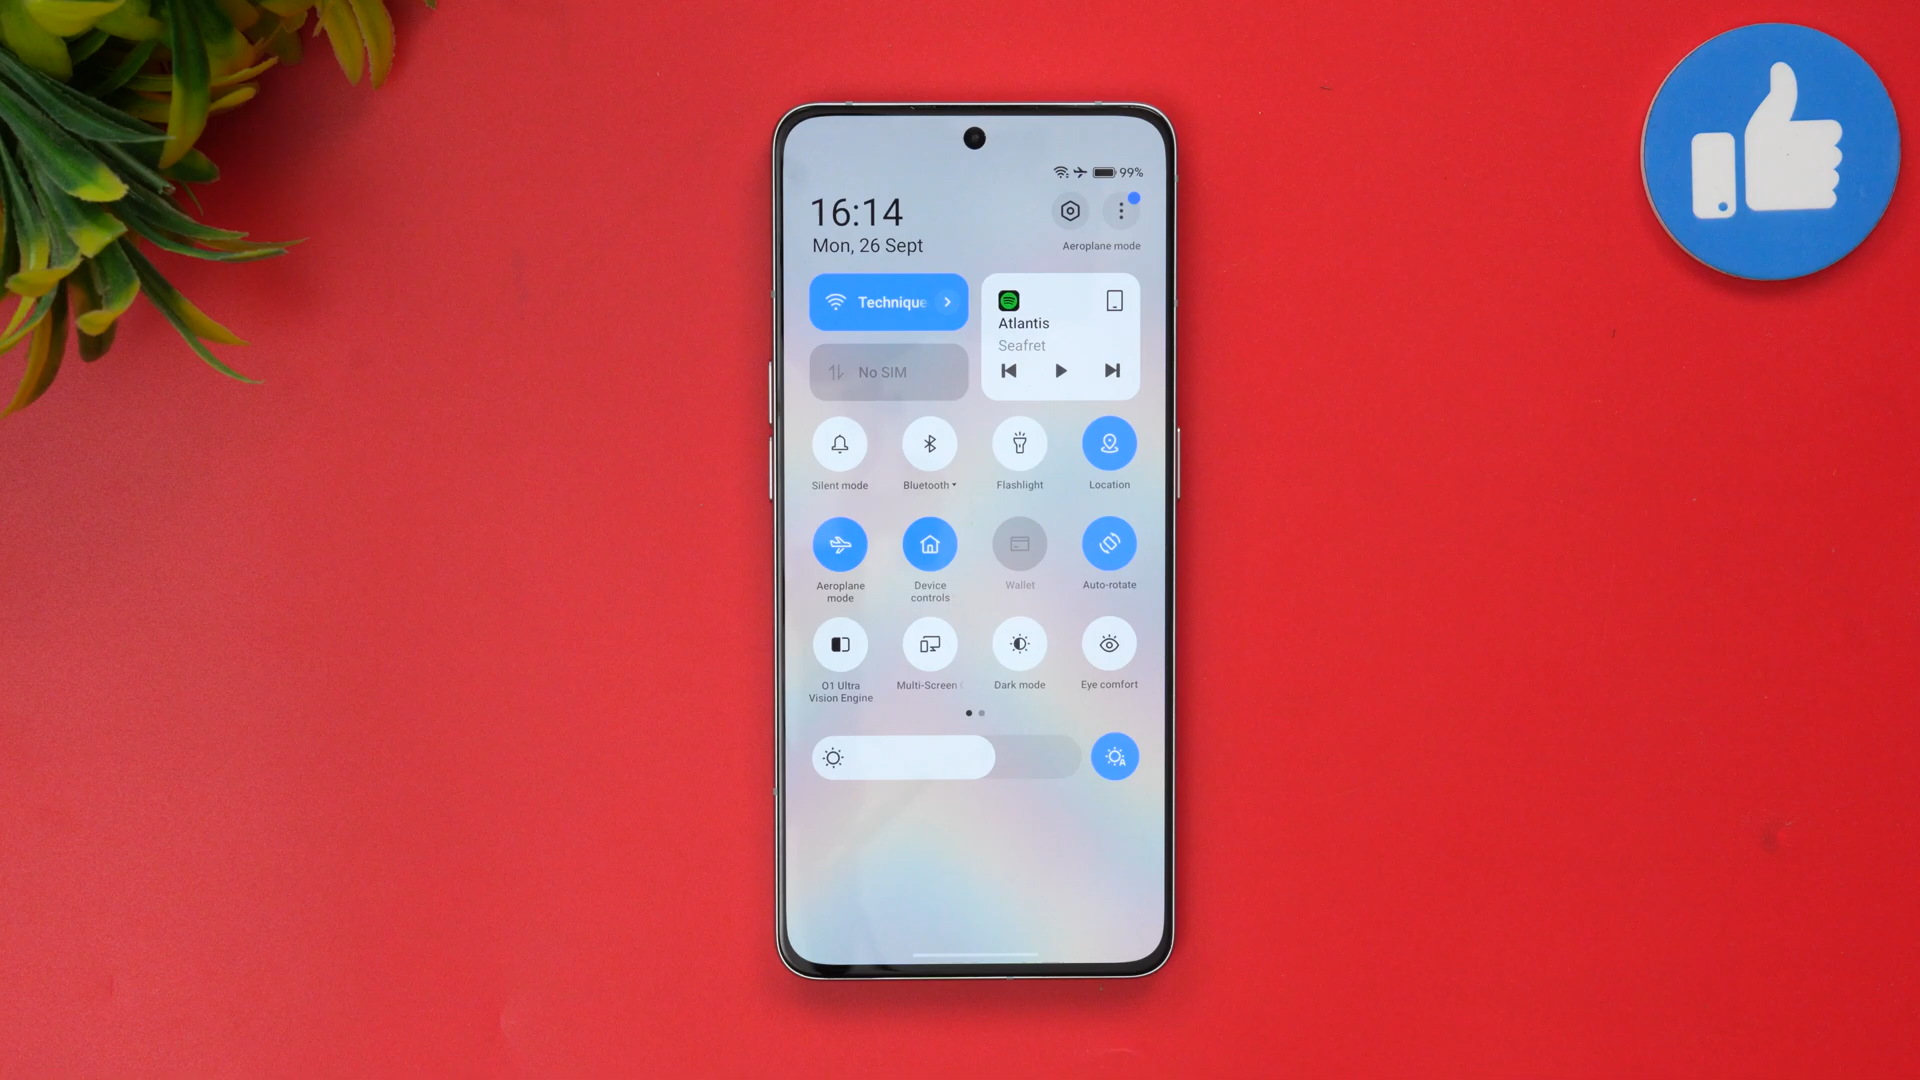 99%
16:14
Mon, 26 Sept
Aeroplane mode
Technique
Atlantis
Seafret
No SIM
Silent mode
Bluetooth
Flashlight
Location
Aeroplane
mode
Device
controls
Wallet
Auto-rotate
O1 Ultra
Vision Engine
Multi-Screen
Dark mode
Eye comfort
A